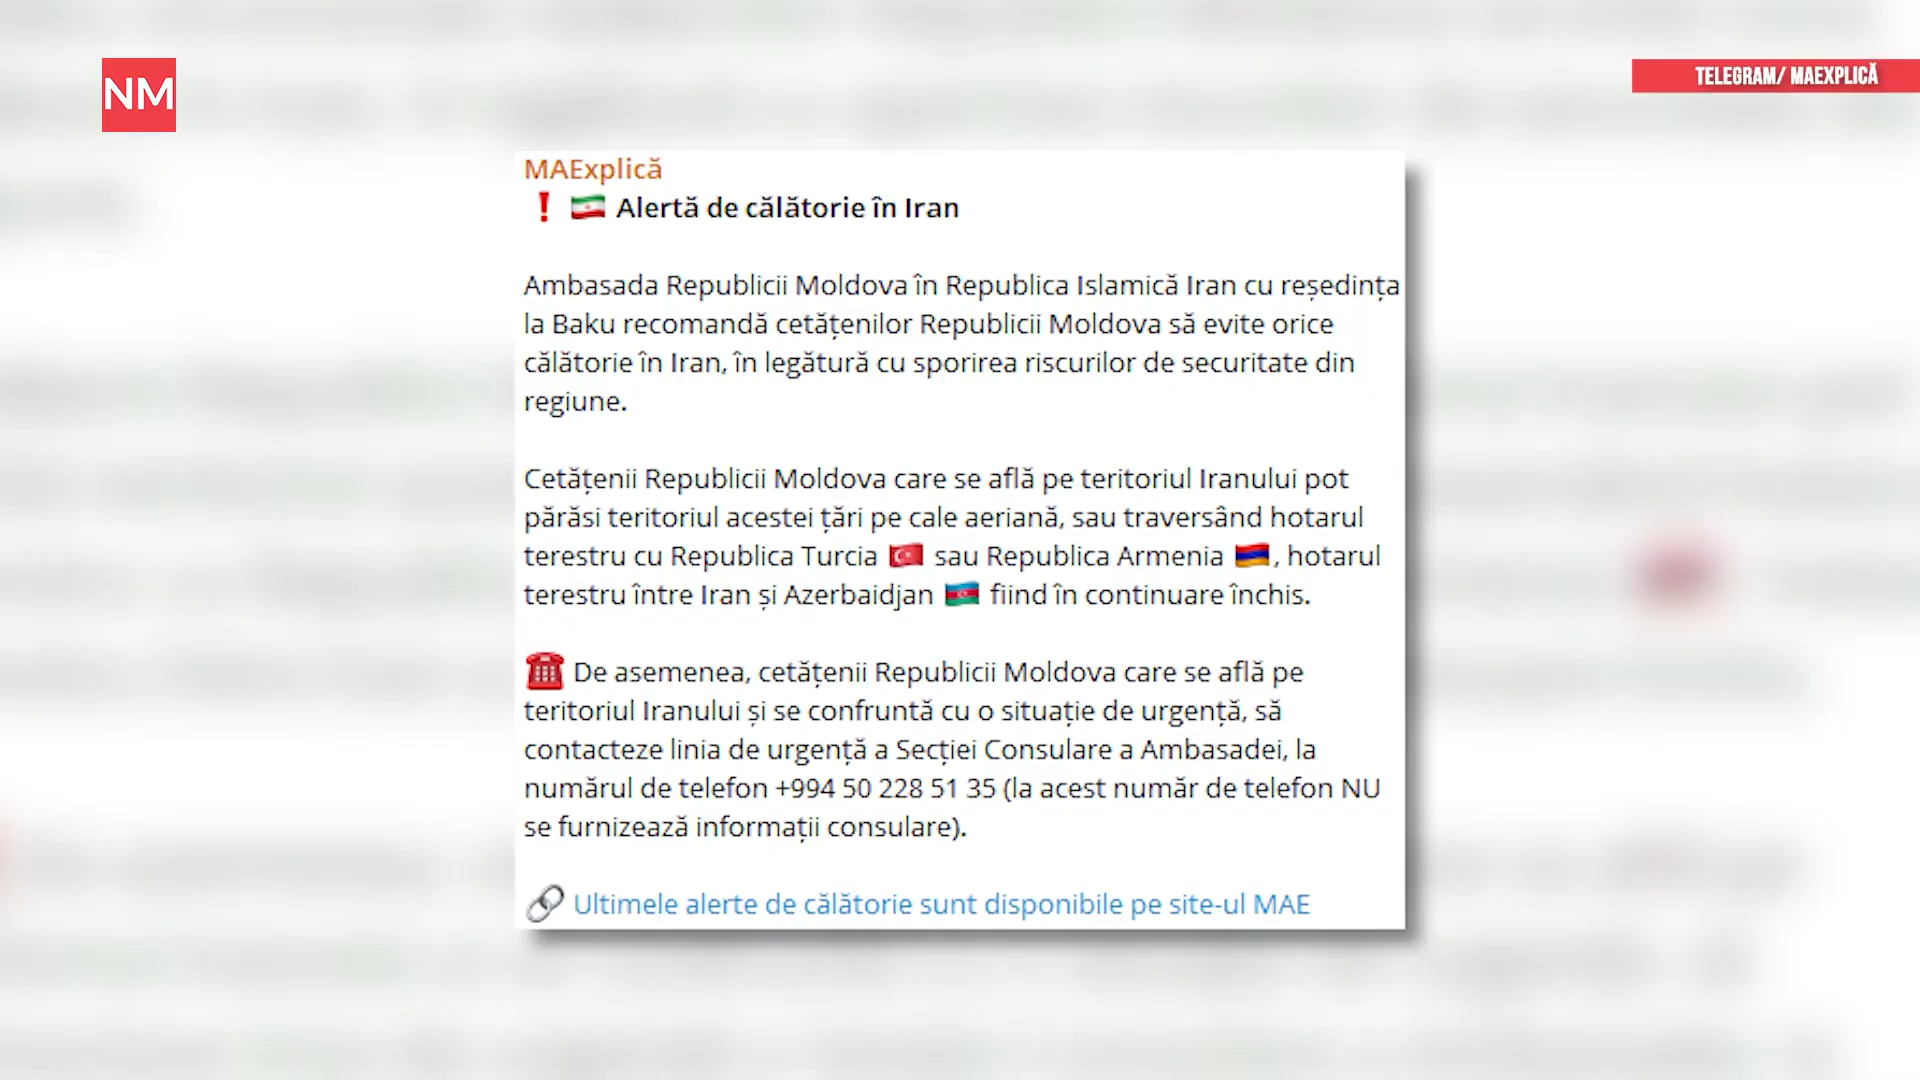 NM
TELEGRAM/ MAEXPLICĂ
MAExplică
❗ 🇮🇷 Alertă de călătorie în Iran
Ambasada Republicii Moldova în Republica Islamică Iran cu reședința
la Baku recomandă cetățenilor Republicii Moldova să evite orice
călătorie în Iran, în legătură cu sporirea riscurilor de securitate din
regiune.
Cetățenii Republicii Moldova care se află pe teritoriul Iranului pot
părăsi teritoriul acestei țări pe cale aeriană, sau traversând hotarul
terestru cu Republica Turcia 🇹🇷 sau Republica Armenia 🇦🇲, hotarul
terestru între Iran și Azerbaidjan 🇦🇿 fiind în continuare închis.
☎️ De asemenea, cetățenii Republicii Moldova care se află pe
teritoriul Iranului și se confruntă cu o situație de urgență, să
contacteze linia de urgență a Secției Consulare a Ambasadei, la
numărul de telefon +994 50 228 51 35 (la acest număr de telefon NU
se furnizează informații consulare).
🔗 Ultimele alerte de călătorie sunt disponibile pe site-ul MAE